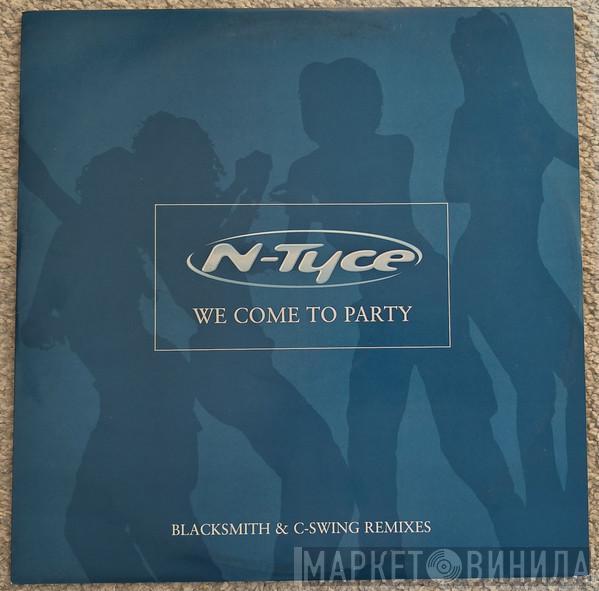 N-Tyce
WE COME TO PARTY
BLACKSMITH & C-SWING REMIXES
МАРКЕТ ВИНИЛА